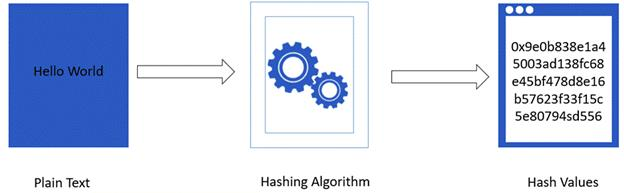 Hello World
0x9e0b838e1a4
5003ad138fc68
e45bf478d8e16
b57623f33f15c
5e80794sd556
Plain Text
Hashing Algorithm
Hash Values